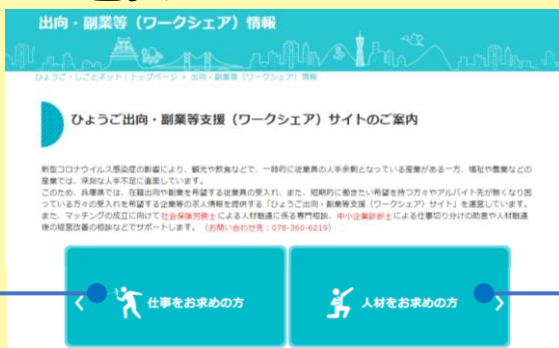 出向・副業等（ワークシェア）情報
ひょうご・しごとネット｜トップページ > 出向・副業等（ワークシェア）情報
ひょうご出向・副業等支援（ワークシェア）サイトのご案内
新型コロナウイルス感染症の影響により、観光や飲食などで、一時的に従業員の人手余剰となっている産業がある一方、福祉や農業などの
産業では、深刻な人手不足に直面しています。
このため、兵庫県では、在籍出向や副業を希望する従業員の受入れ、また、短期的に働きたい希望を持つ方々やアルバイト先が無くなり困
っている方々の受入れを希望する企業等の求人情報を提供する「ひょうご出向・副業等支援（ワークシェア）サイト」を運営しています。
また、マッチングの成立に向けて社会保険労務士による人材融通に係る専門相談、中小企業診断士による仕事切り分けの助言や人材融通
後の経営改善の相談などでサポートします。（お問い合わせ先：078-360-6219）
仕事をお求めの方
人材をお求めの方